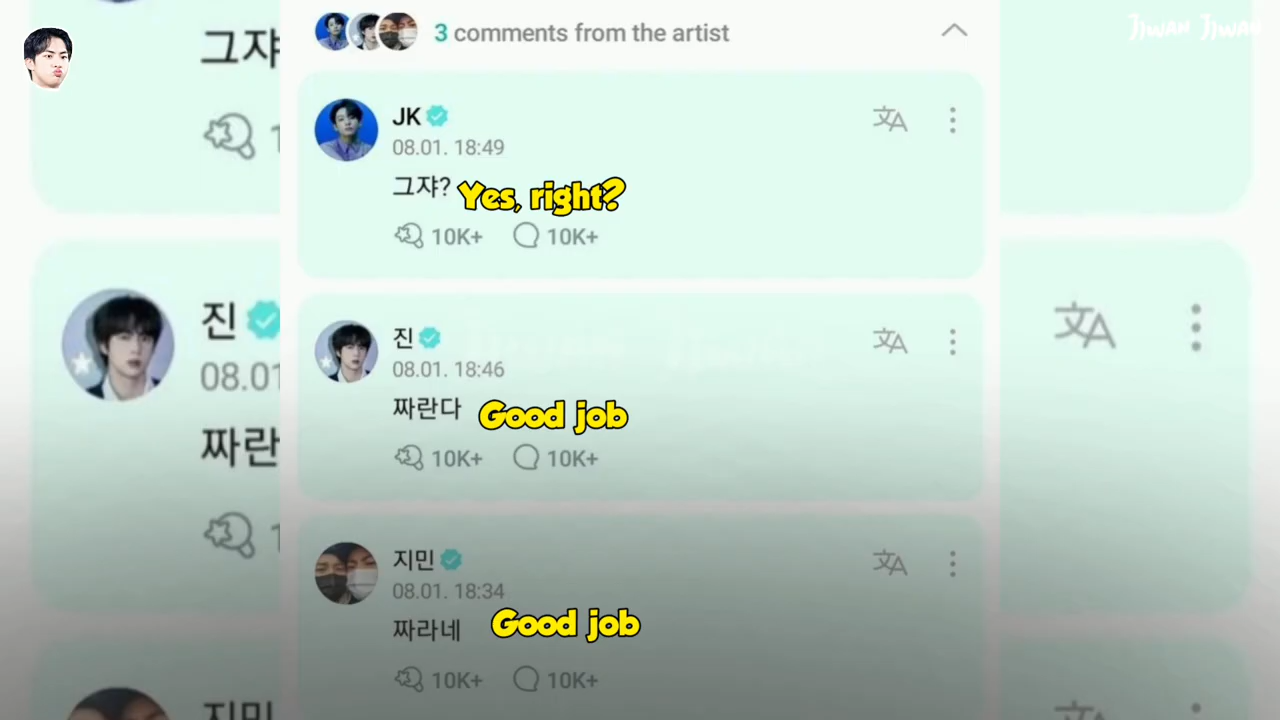 3 comments from the artist
JIWAN JIWAN
JK
08.01. 18:49
그쟈? Yes, right?
10K+ 10K+
진
08.01. 18:46
짜란다 Good job
10K+ 10K+
지민
08.01. 18:34
짜라네 Good job
10K+ 10K+
그쟈
진
08.01
짜란
지민